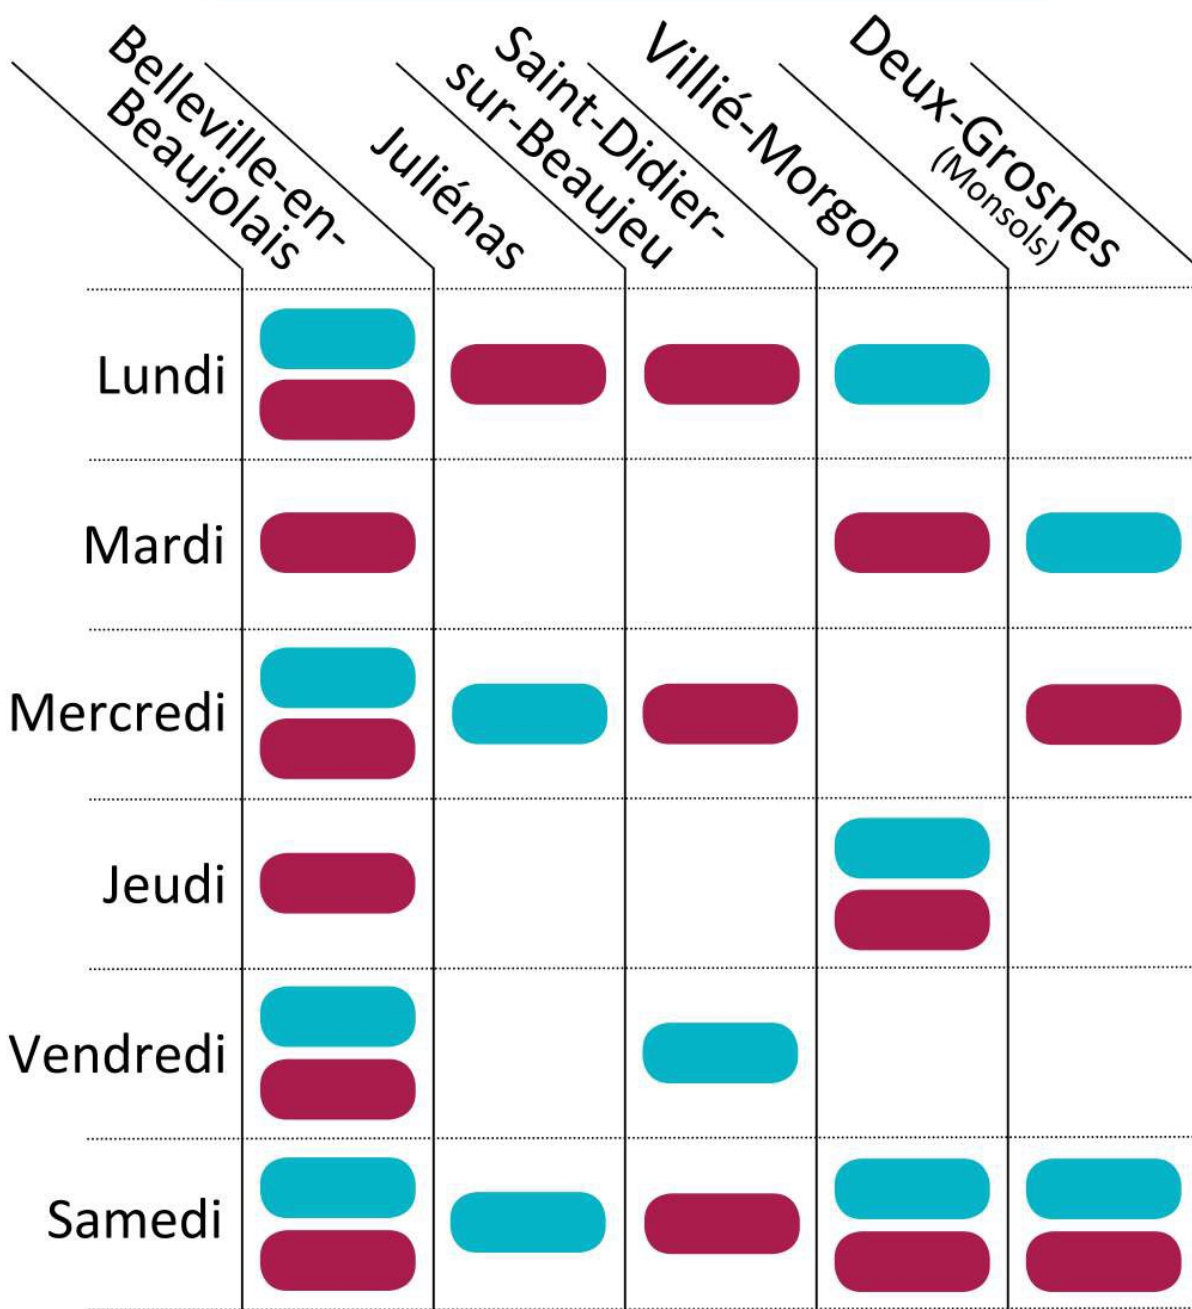 Belleville-en-
Beaujolais
Juliénas
Saint-Didier-
sur-Beaujeu
Villié-Morgon
Deux-Grosnes
(Monsols)
Lundi
Mardi
Mercredi
Jeudi
Vendredi
Samedi